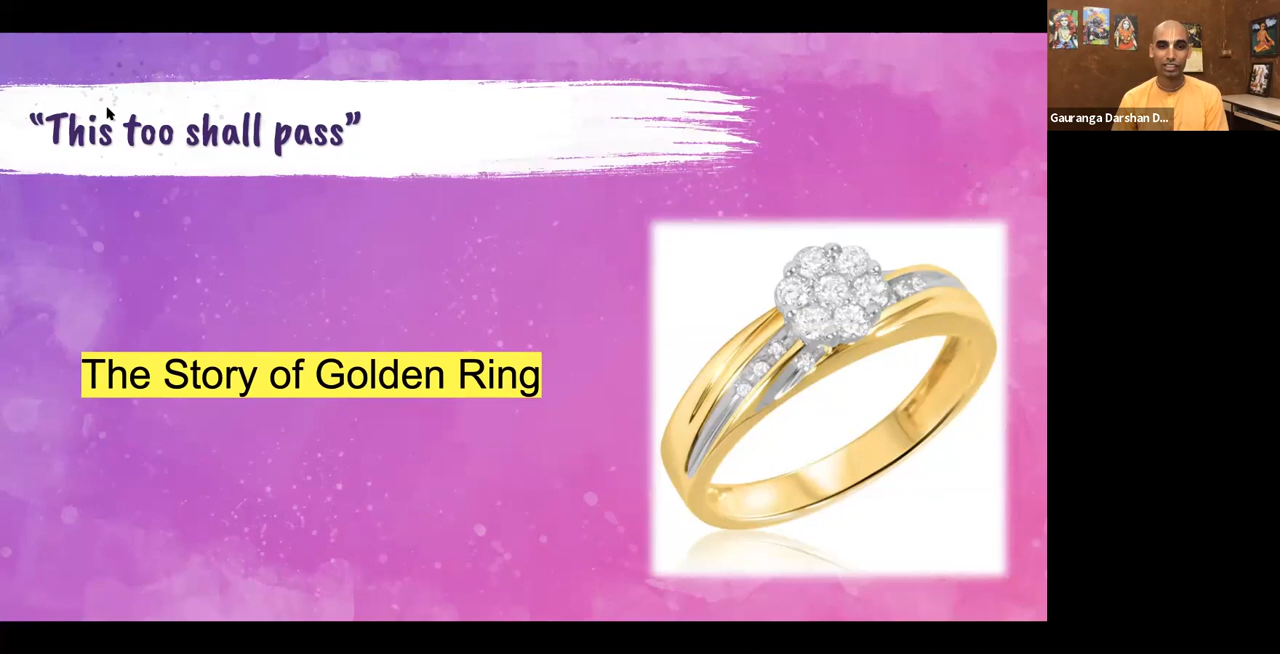 “This too shall pass”
The Story of Golden Ring
Gauranga Darshan D...